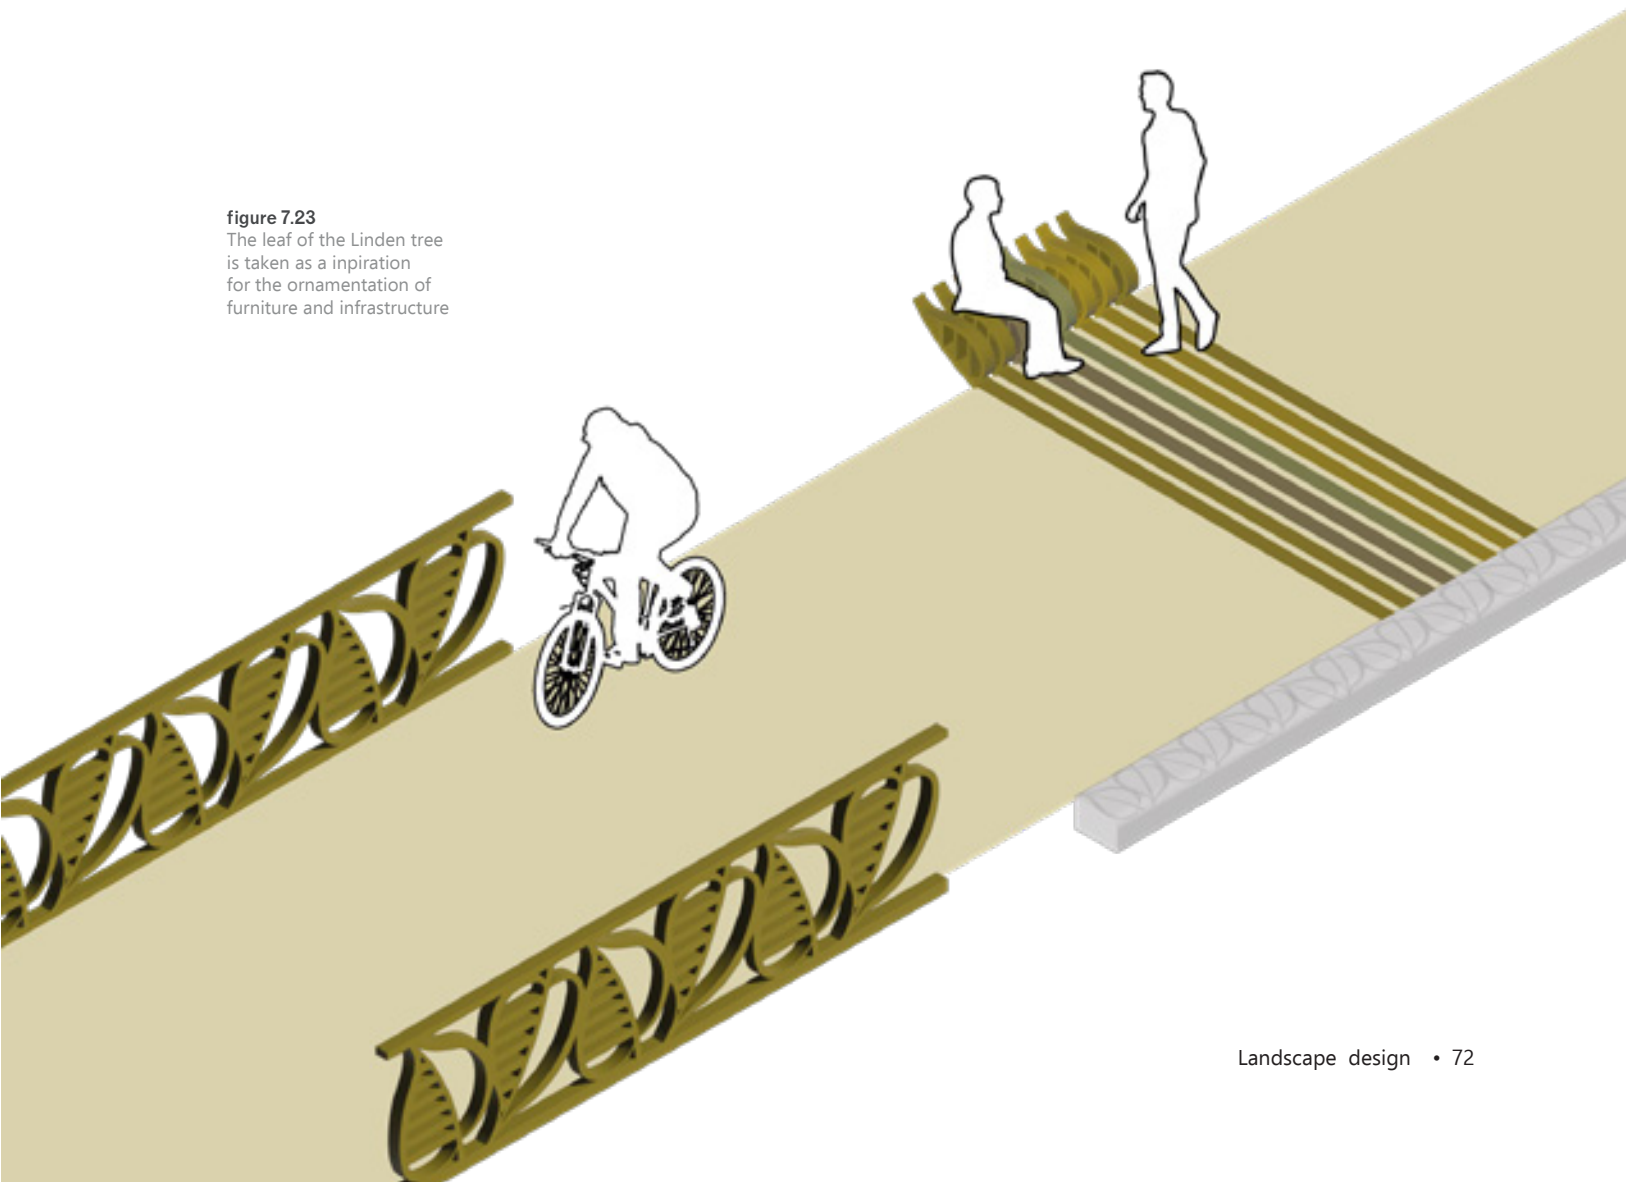 figure 7.23
The leaf of the Linden tree
is taken as a inpiration
for the ornamentation of
furniture and infrastructure
Landscape design • 72